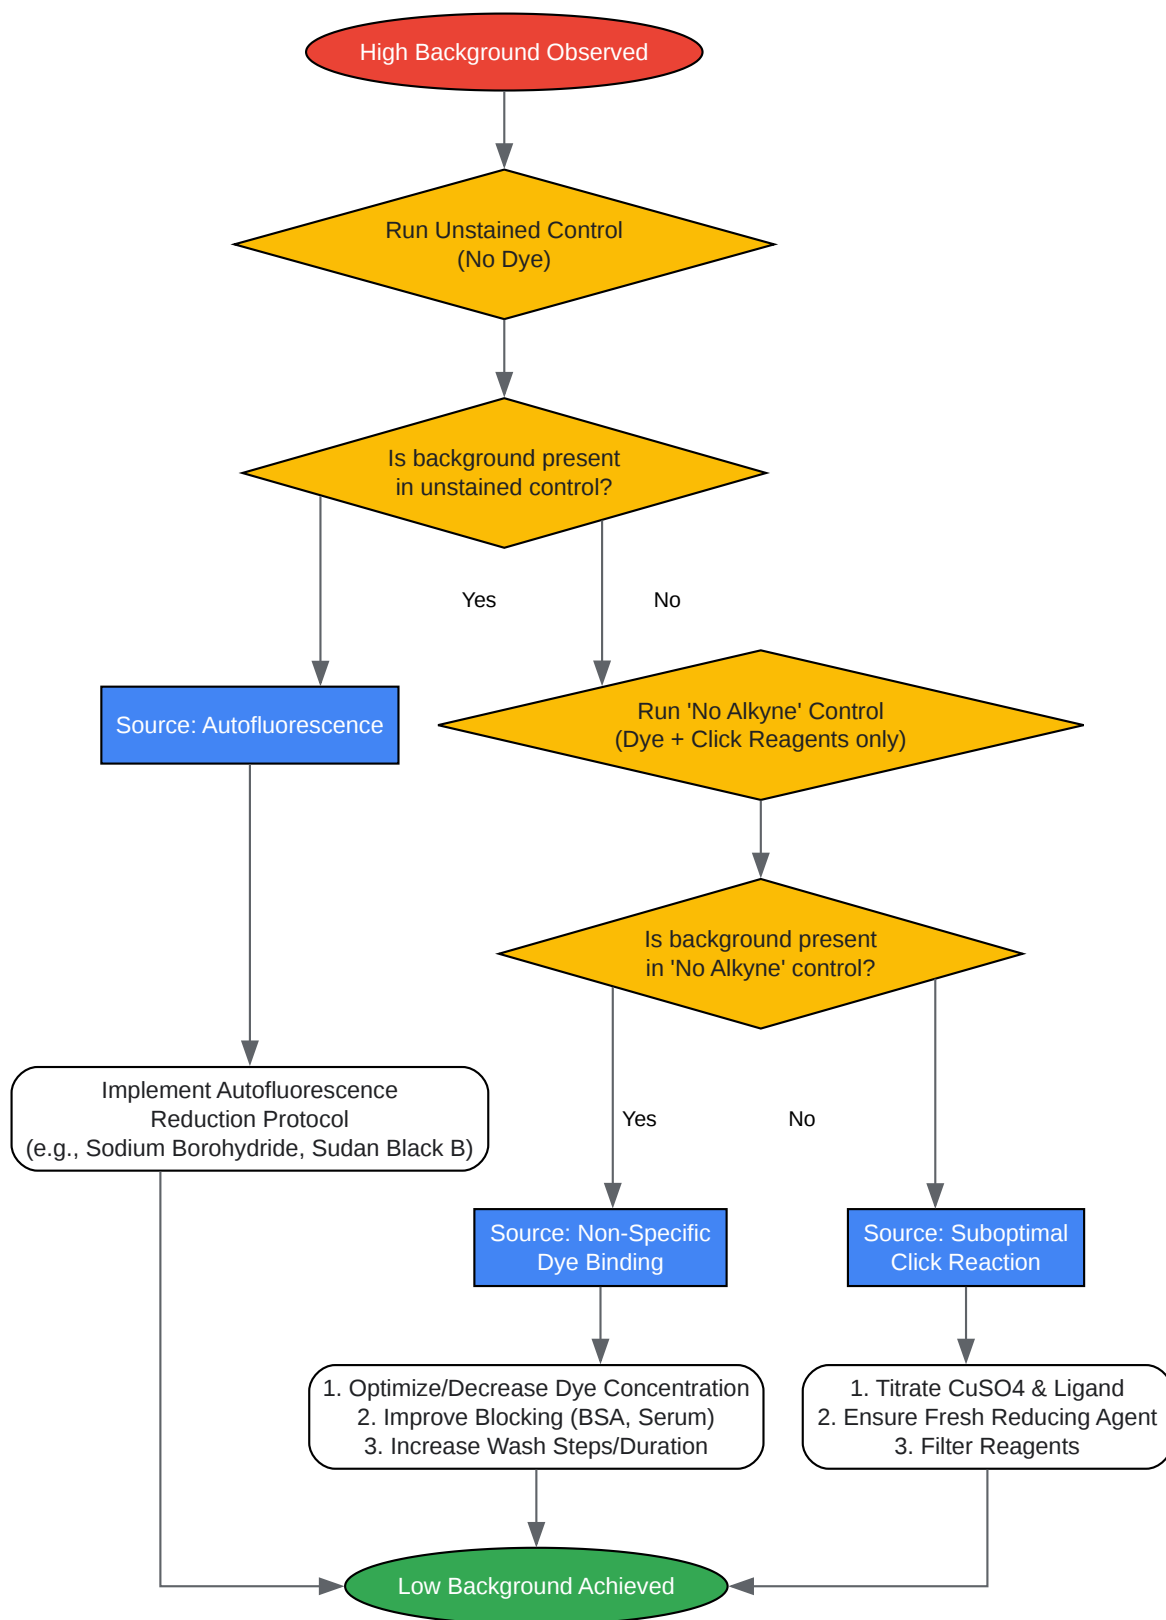 High Background Observed
Run Unstained Control
(No Dye)
Is background present
in unstained control?
Yes
No
Source: Autofluorescence
Run 'No Alkyne' Control
(Dye + Click Reagents only)
Is background present
in 'No Alkyne' control?
Implement Autofluorescence
Reduction Protocol
(e.g., Sodium Borohydride, Sudan Black B)
Yes
No
Source: Non-Specific
Dye Binding
Source: Suboptimal
Click Reaction
1. Optimize/Decrease Dye Concentration
2. Improve Blocking (BSA, Serum)
3. Increase Wash Steps/Duration
1. Titrate CuSO4 & Ligand
2. Ensure Fresh Reducing Agent
3. Filter Reagents
Low Background Achieved